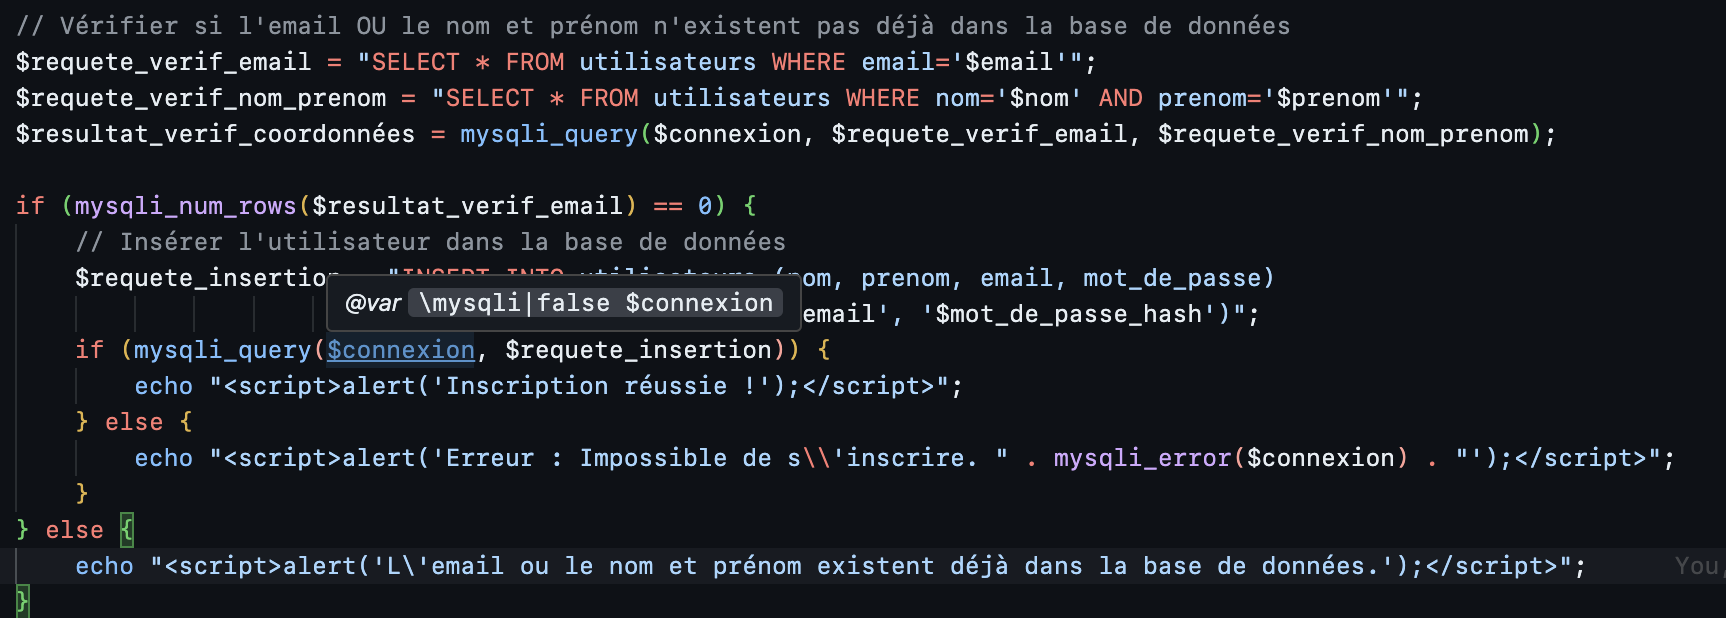 // Vérifier si l'email OU le nom et prénom n'existent pas déjà dans la base de données
$requete_verif_email = "SELECT * FROM utilisateurs WHERE email='$email'";
$requete_verif_nom_prenom = "SELECT * FROM utilisateurs WHERE nom='$nom' AND prenom='$prenom'";
$resultat_verif_coordonnées = mysqli_query($connexion, $requete_verif_email, $requete_verif_nom_prenom);
if (mysqli_num_rows($resultat_verif_email) == 0) {
// Insérer l'utilisateur dans la base de données
$requete_insertion = "INSERT INTO utilisateurs (nom, prenom, email, mot_de_passe)
@var \mysqli|false $connexion
email', '$mot_de_passe_hash')";
if (mysqli_query($connexion, $requete_insertion)) {
echo "<script>alert('Inscription réussie !');</script>";
} else {
echo "<script>alert('Erreur : Impossible de s\\'inscrire. " . mysqli_error($connexion) . "');</script>";
}
} else {
echo "<script>alert('L\'email ou le nom et prénom existent déjà dans la base de données.');</script>"; You,
}